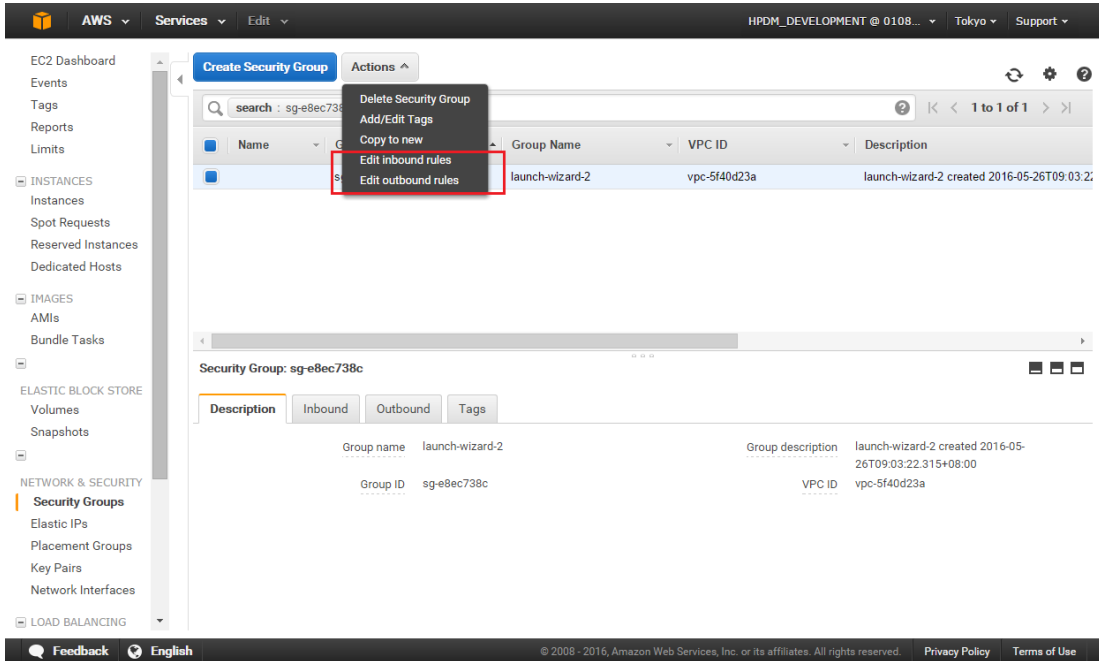 AWS Services Edit HPDM_DEVELOPMENT @ 0108... Tokyo Support
EC2 Dashboard
Events
Tags
Reports
Limits
INSTANCES
Instances
Spot Requests
Reserved Instances
Dedicated Hosts
IMAGES
AMIs
Bundle Tasks
ELASTIC BLOCK STORE
Volumes
Snapshots
NETWORK & SECURITY
Security Groups
Elastic IPs
Placement Groups
Key Pairs
Network Interfaces
LOAD BALANCING
Create Security Group Actions
search : sg-e8ec73 1 to 1 of 1
Delete Security Group
Add/Edit Tags
Copy to new
Edit inbound rules
Edit outbound rules
Name G Group Name VPC ID Description
s launch-wizard-2 vpc-5f40d23a launch-wizard-2 created 2016-05-26T09:03:22
Security Group: sg-e8ec738c
Description Inbound Outbound Tags
Group name launch-wizard-2 Group description launch-wizard-2 created 2016-05-
26T09:03:22.315+08:00
Group ID sg-e8ec738c VPC ID vpc-5f40d23a
Feedback English © 2008 - 2016, Amazon Web Services, Inc. or its affiliates. All rights reserved. Privacy Policy Terms of Use